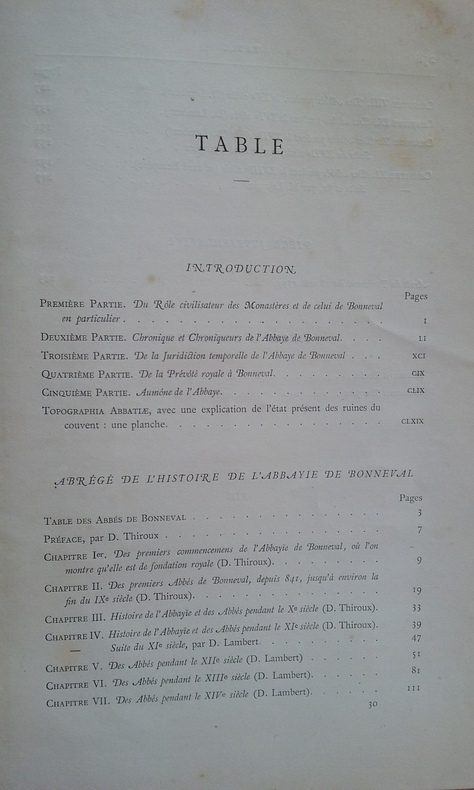 TABLE
INTRODUCTION
Pages
PREMIÈRE PARTIE. Du Rôle civilisateur des Monastères et de celui de Bonneval
en particulier . . . . . . . . . . . . . . . . I
DEUXIÈME PARTIE. Chronique et Chroniqueurs de l'Abbaye de Bonneval. . . . LI
TROISIÈME PARTIE. De la Juridiction temporelle de l'Abbaye de Bonneval . . . XCI
QUATRIÈME PARTIE. De la Prévôté royale à Bonneval. . . . . . . . . CIX
CINQUIÈME PARTIE. Aumône de l'Abbaye. . . . . . . . . . . . CLIX
TOPOGRAPHIA ABBATIÆ, avec une explication de l'état présent des ruines du
couvent : une planche. . . . . . . . . . . . . . CLXIX
ABRÉGÉ DE L'HISTOIRE DE L'ABBAYIE DE BONNEVAL
Pages
TABLE DES ABBÉS DE BONNEVAL . . . . . . . . . . . . 3
PRÉFACE, par D. Thiroux . . . . . . . . . . . . . 7
CHAPITRE Ier. Des premiers commencemens de l'Abbayie de Bonneval, où l'on
montre qu'elle est de fondation royale (D. Thiroux). . . . . . . 9
CHAPITRE II. Des premiers Abbés de Bonneval, depuis 841, jusqu'à environ la
fin du IXe siècle (D. Thiroux). . . . . . . . . . . . 19
CHAPITRE III. Histoire de l'Abbayie et des Abbés pendant le Xe siècle (D. Thiroux). 33
CHAPITRE IV. Histoire de l'Abbayie et des Abbés pendant le XIe siècle (D. Thiroux). 39
— Suite du XIe siècle, par D. Lambert. . . . . . . . . 47
CHAPITRE V. Des Abbés pendant le XIIe siècle (D. Lambert) . . . . . . 51
CHAPITRE VI. Des Abbés pendant le XIIIe siècle (D. Lambert). . . . . . 81
CHAPITRE VII. Des Abbés pendant le XIVe siècle (D. Lambert). . . . . . 111
30